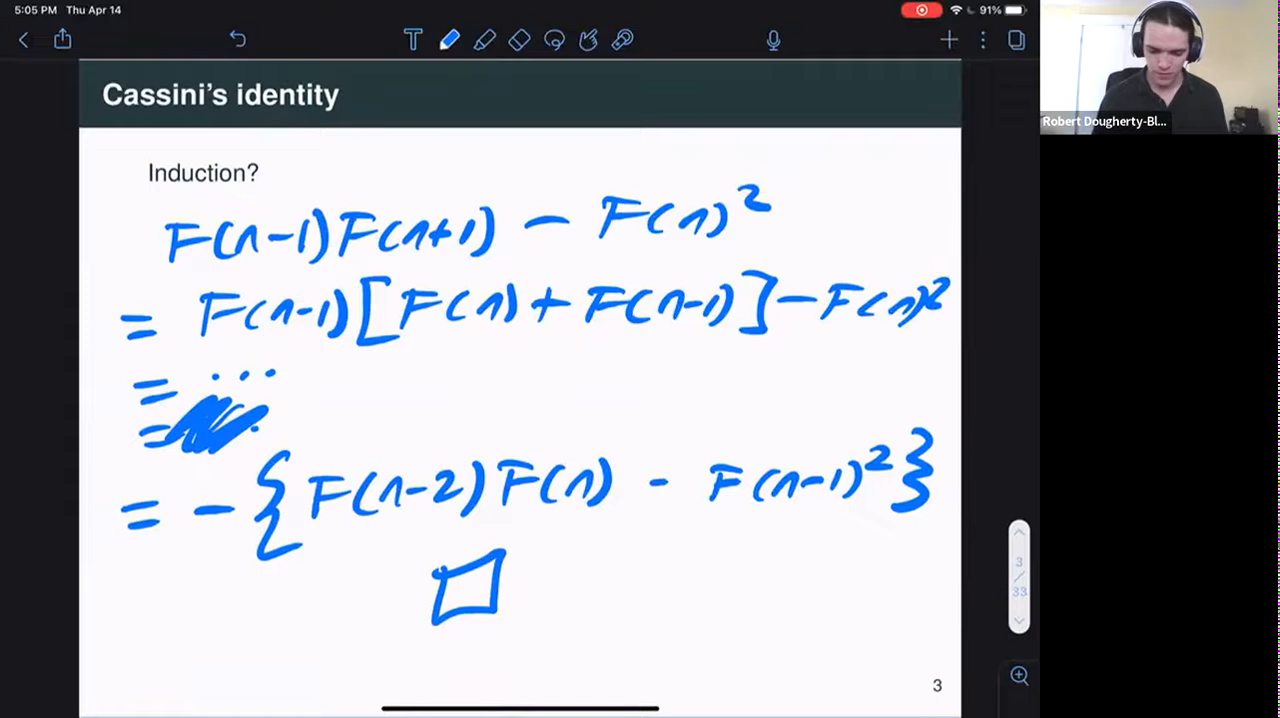 5:05 PM Thu Apr 14
91%
T
Cassini's identity
Robert Dougherty-Bl...
Induction?
F(n-1)F(n+1) - F(n)²
= F(n-1)[F(n) + F(n-1)] - F(n)²
= ...
=
= - {F(n-2)F(n) - F(n-1)²}
3
/
33
3